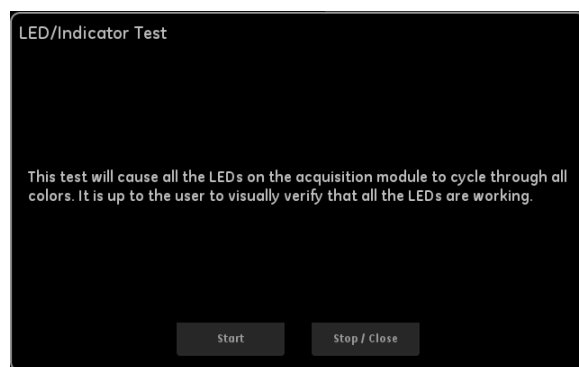 LED/Indicator Test
This test will cause all the LEDs on the acquisition module to cycle through all
colors. It is up to the user to visually verify that all the LEDs are working.
Start
Stop / Close